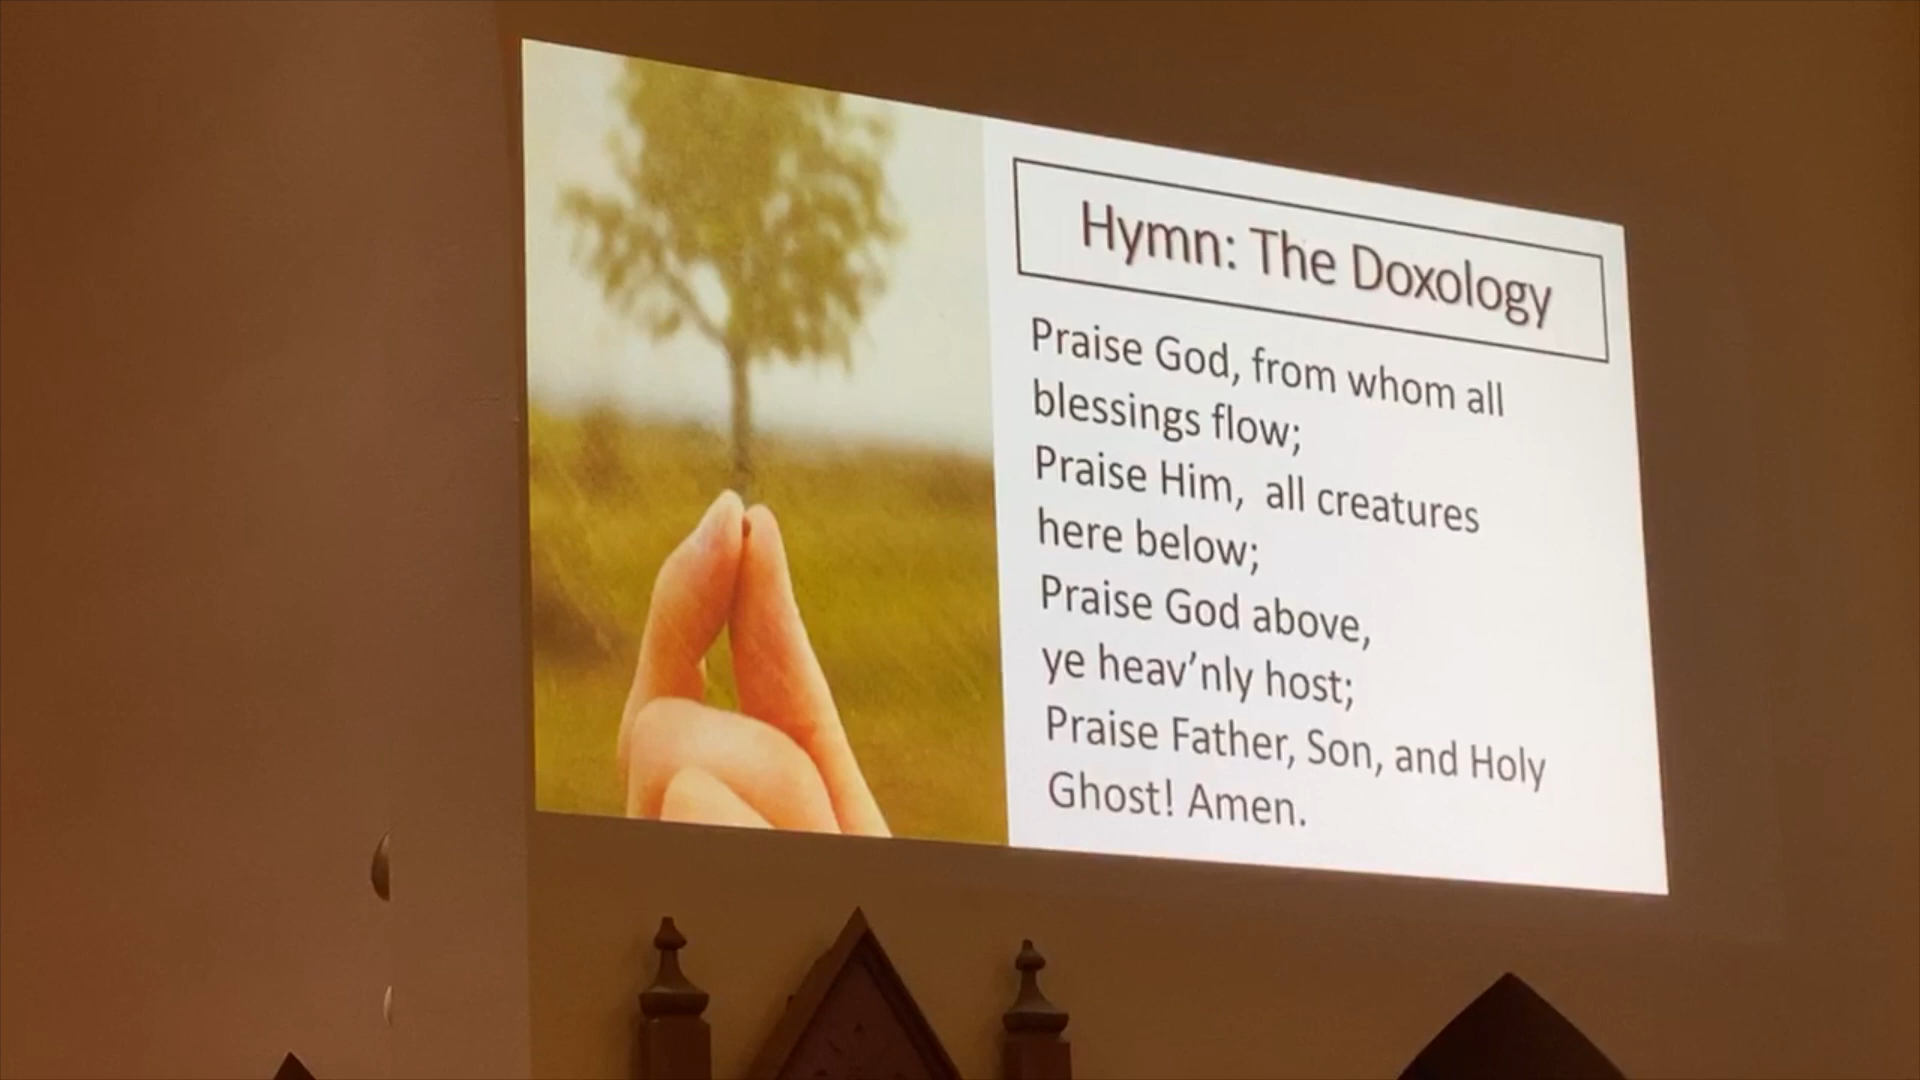 Hymn: The Doxology
Praise God, from whom all
blessings flow;
Praise Him, all creatures
here below;
Praise God above,
ye heav’nly host;
Praise Father, Son, and Holy
Ghost! Amen.